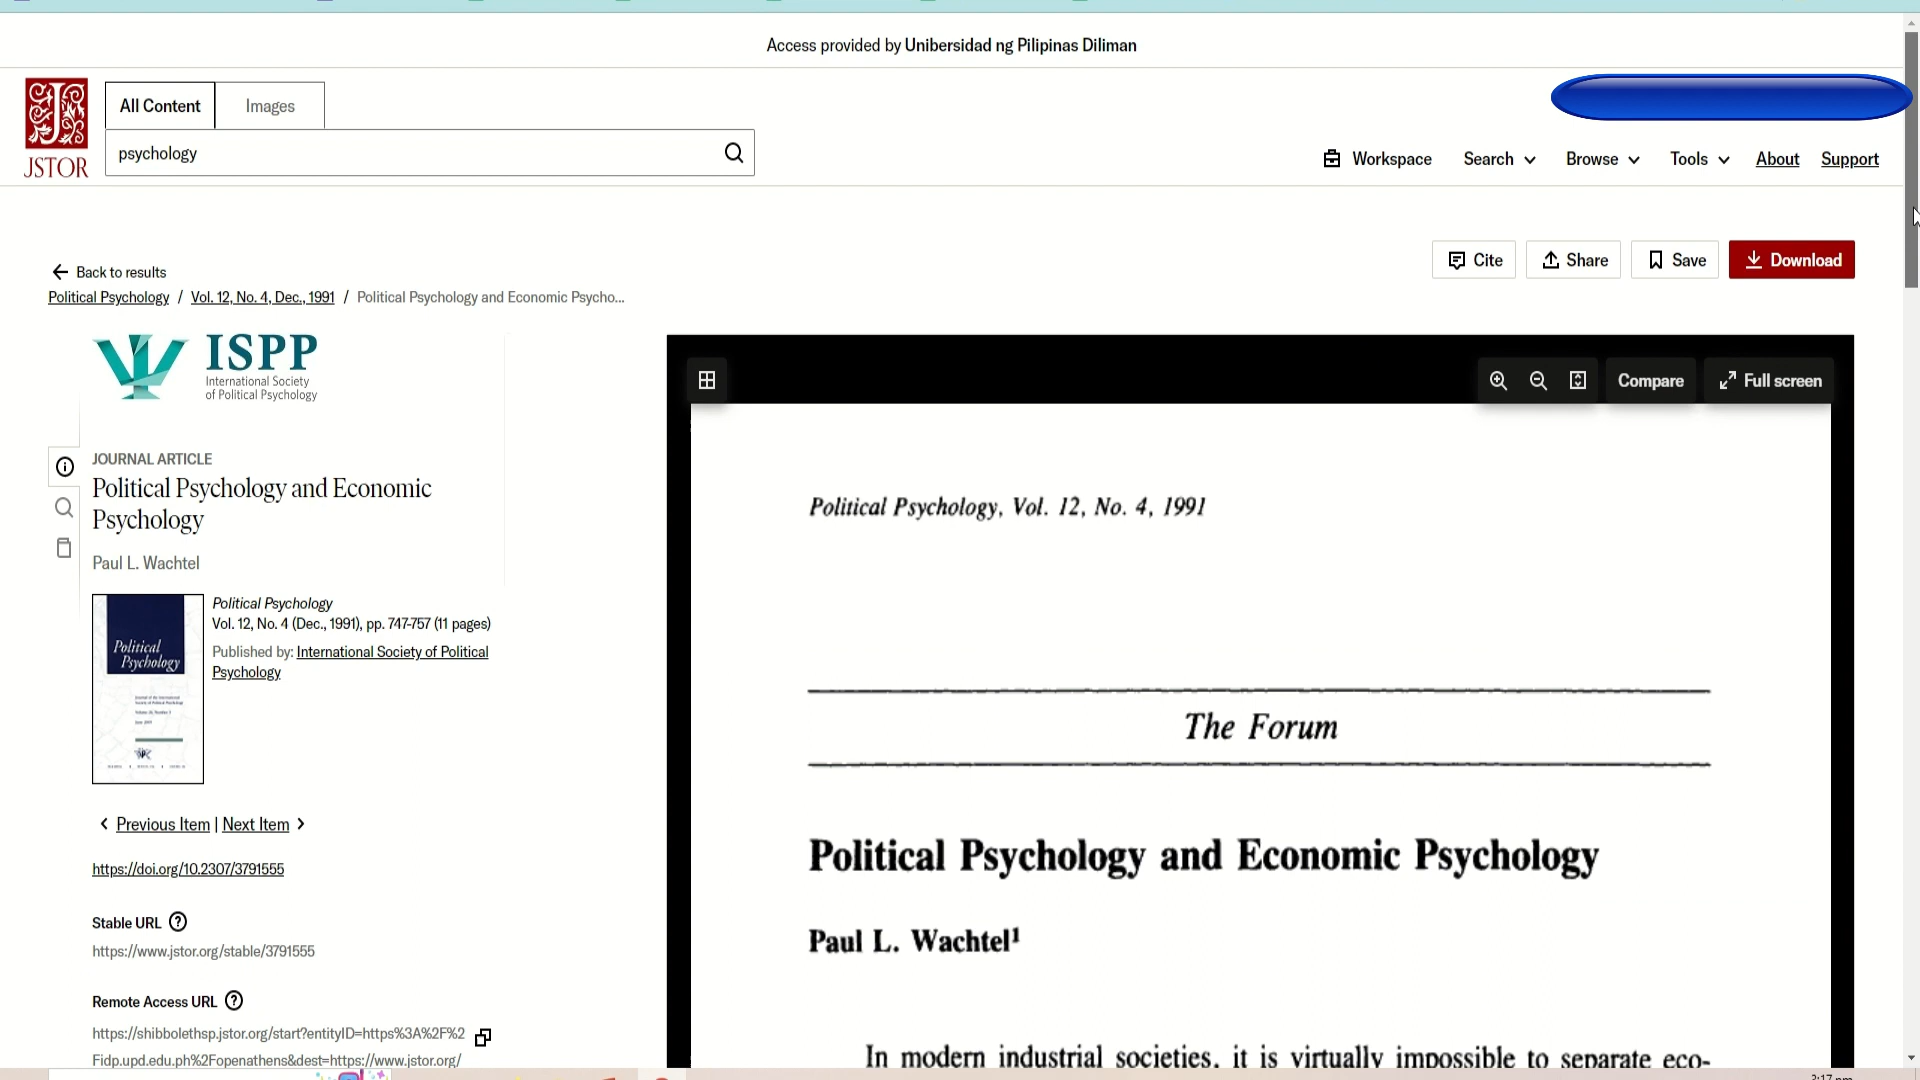 Access provided by Unibersidad ng Pilipinas Diliman
All Content
Images
JSTOR
psychology
Workspace
Search
Browse
Tools
About
Support
Back to results
Cite
Share
Save
Download
Political Psychology / Vol. 12, No. 4, Dec., 1991 / Political Psychology and Economic Psycho...
ISPP
International Society
of Political Psychology
JOURNAL ARTICLE
Political Psychology and Economic
Psychology
Paul L. Wachtel
Political
Psychology
Political Psychology
Vol. 12, No. 4 (Dec., 1991), pp. 747-757 (11 pages)
Published by: International Society of Political
Psychology
Previous Item | Next Item
https://doi.org/10.2307/3791555
Stable URL
https://www.jstor.org/stable/3791555
Remote Access URL
https://shibbolethsp.jstor.org/start?entityID=https%3A%2F%2
Fidp.upd.edu.ph%2Fopenathens&dest=https://www.jstor.org/
Compare
Full screen
Political Psychology, Vol. 12, No. 4, 1991
The Forum
Political Psychology and Economic Psychology
Paul L. Wachtel¹
In modern industrial societies, it is virtually impossible to separate eco-